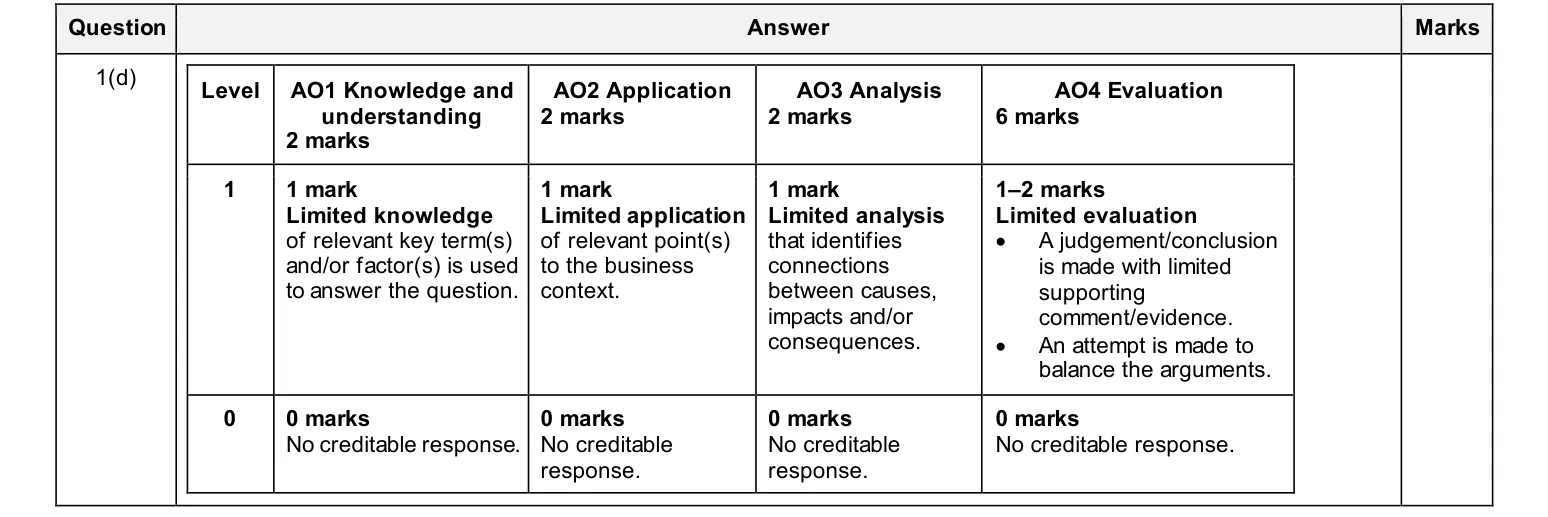 Question Answer Marks
1(d)
Level AO1 Knowledge and understanding 2 marks AO2 Application 2 marks AO3 Analysis 2 marks AO4 Evaluation 6 marks
1
1 mark
Limited knowledge
of relevant key term(s)
and/or factor(s) is used
to answer the question.
1 mark
Limited application
of relevant point(s)
to the business
context.
1 mark
Limited analysis
that identifies
connections
between causes,
impacts and/or
consequences.
1–2 marks
Limited evaluation
• A judgement/conclusion
is made with limited
supporting
comment/evidence.
• An attempt is made to
balance the arguments.
0
0 marks
No creditable response.
0 marks
No creditable
response.
0 marks
No creditable
response.
0 marks
No creditable response.